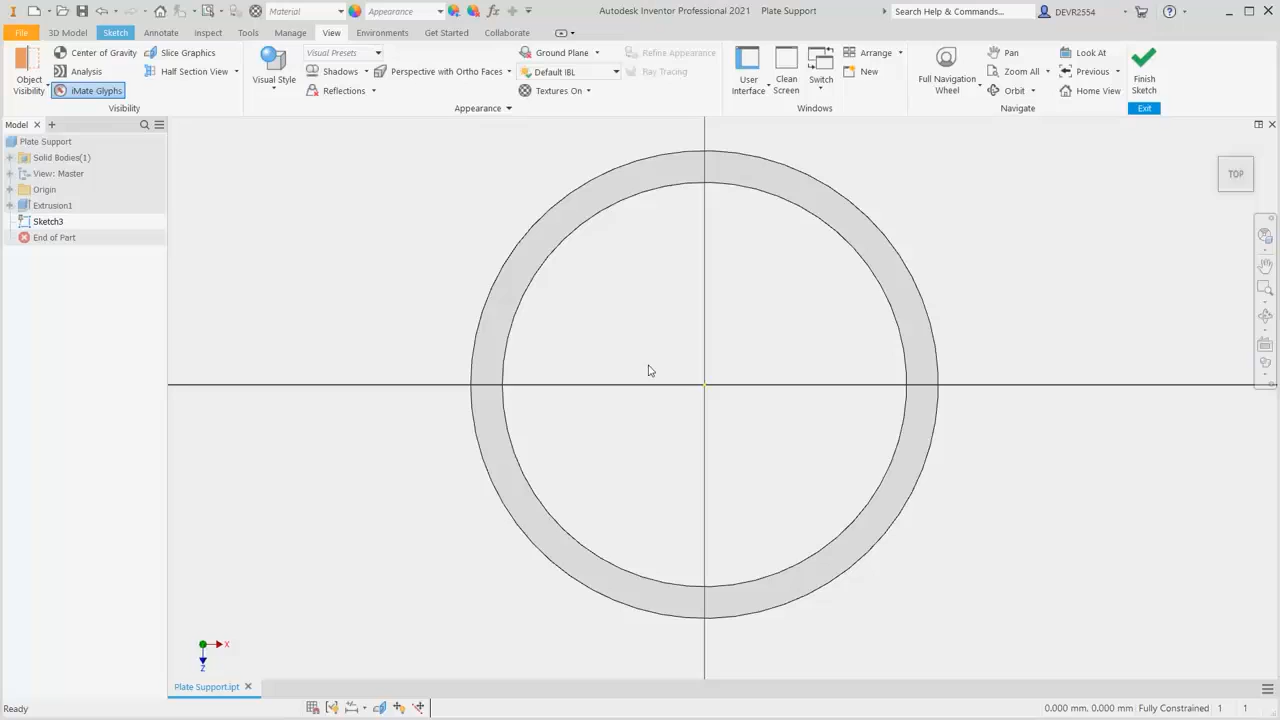 Material
Appearance
Autodesk Inventor Professional 2021 Plate Support
Search Help & Commands...
DEV92554
File
3D Model
Sketch
Annotate
Inspect
Tools
Manage
View
Environments
Get Started
Collaborate
Object
Visibility
Center of Gravity
Analysis
iMate Glyphs
Slice Graphics
Half Section View
Visibility
Visual Style
Visual Presets
Shadows
Reflections
Perspective with Ortho Faces
Ground Plane
Default IBL
Textures On
Refine Appearance
Ray Tracing
Appearance
User
Interface
Clean
Screen
Switch
Arrange
New
Windows
Full Navigation
Wheel
Pan
Zoom All
Orbit
Look At
Previous
Home View
Navigate
Finish
Sketch
Exit
Model
Plate Support
Solid Bodies(1)
View: Master
Origin
Extrusion1
Sketch3
End of Part
TOP
X
Z
Plate Support.ipt
Ready
0.000 mm, 0.000 mm
Fully Constrained
1
1